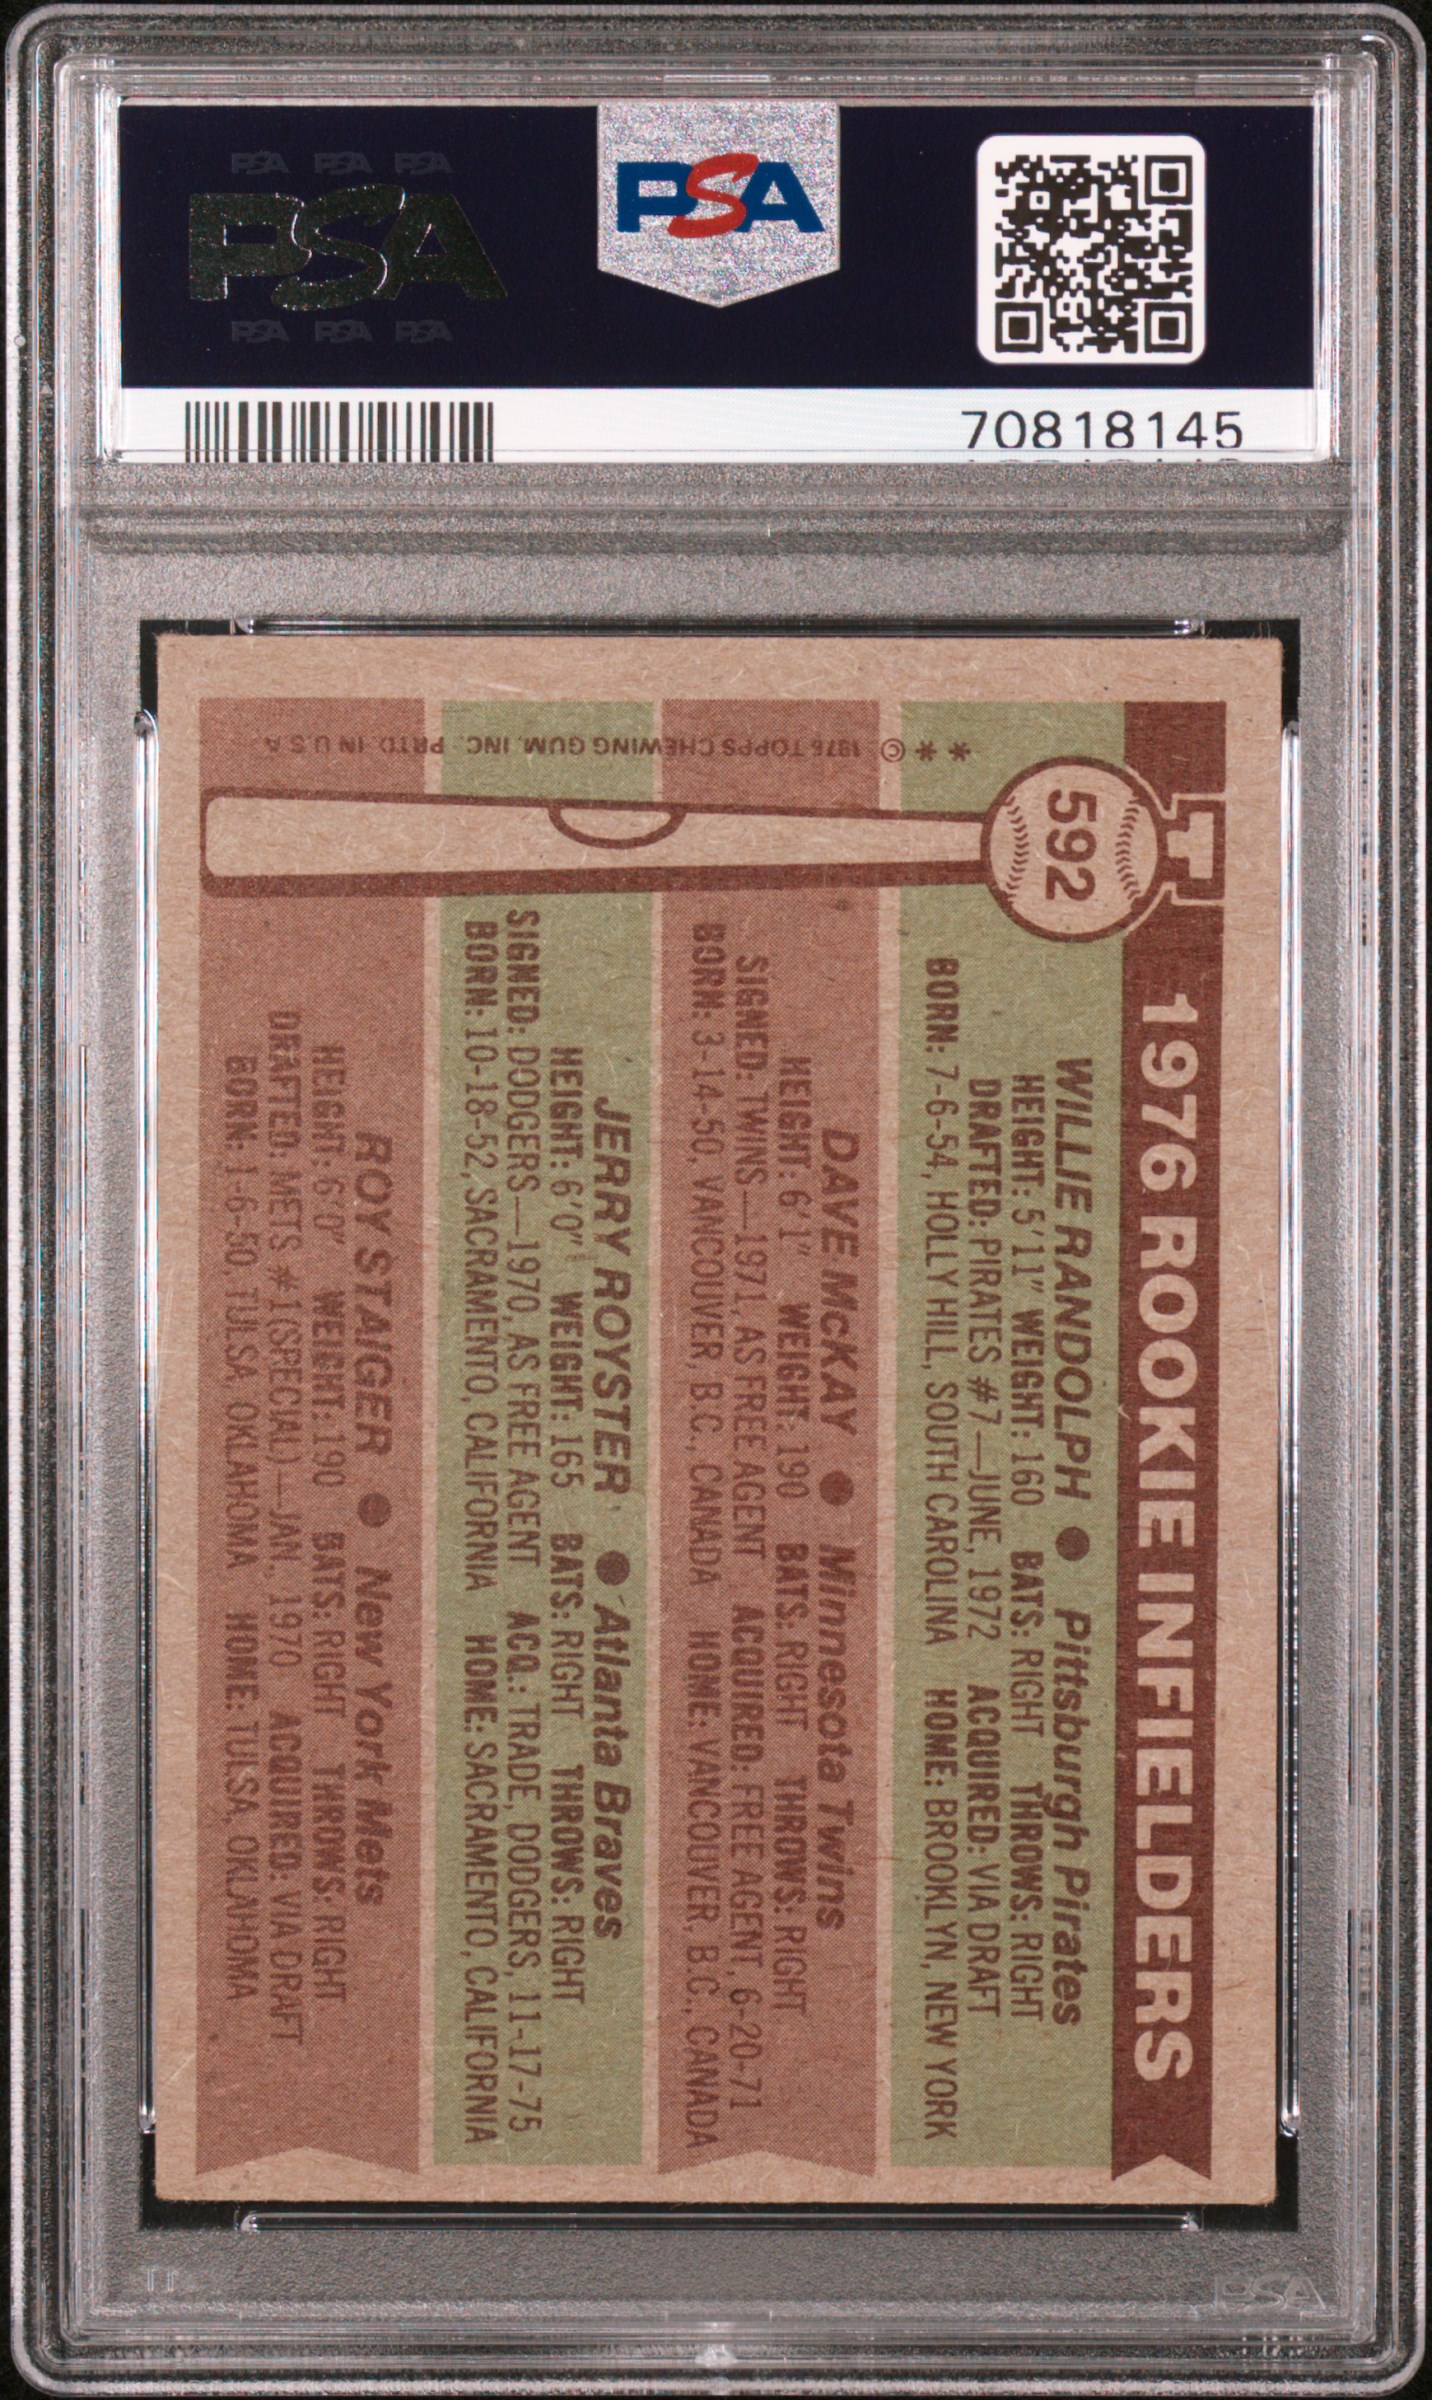 PSA PSA PSA
PSA
PSA PSA PSA
PSA
70818145
592
1976 ROOKIE INFIELDERS
WILLIE RANDOLPH ● Pittsburgh Pirates
HEIGHT: 5'11" WEIGHT: 160 BATS: RIGHT THROWS: RIGHT
DRAFTED: PIRATES #7—JUNE, 1972 ACQUIRED: VIA DRAFT
BORN: 7-6-54, HOLLY HILL, SOUTH CAROLINA HOME: BROOKLYN, NEW YORK
DAVE McKAY ● Minnesota Twins
HEIGHT: 6'1" WEIGHT: 190 BATS: RIGHT THROWS: RIGHT
SIGNED: TWINS—1971, AS FREE AGENT ACQUIRED: FREE AGENT, 6-20-71
BORN: 3-14-50, VANCOUVER, B.C., CANADA HOME: VANCOUVER, B.C., CANADA
JERRY ROYSTER ● Atlanta Braves
HEIGHT: 6'0" WEIGHT: 165 BATS: RIGHT THROWS: RIGHT
SIGNED: DODGERS—1970, AS FREE AGENT ACQ.: TRADE, DODGERS, 11-17-75
BORN: 10-18-52, SACRAMENTO, CALIFORNIA HOME: SACRAMENTO, CALIFORNIA
ROY STAIGER ● New York Mets
HEIGHT: 6'0" WEIGHT: 190 BATS: RIGHT THROWS: RIGHT
DRAFTED: METS #1 (SPECIAL)—JAN., 1970 ACQUIRED: VIA DRAFT
BORN: 1-6-50, TULSA, OKLAHOMA HOME: TULSA, OKLAHOMA
** © 1976 TOPPS CHEWING GUM, INC. PRTD. IN U.S.A.
PSA